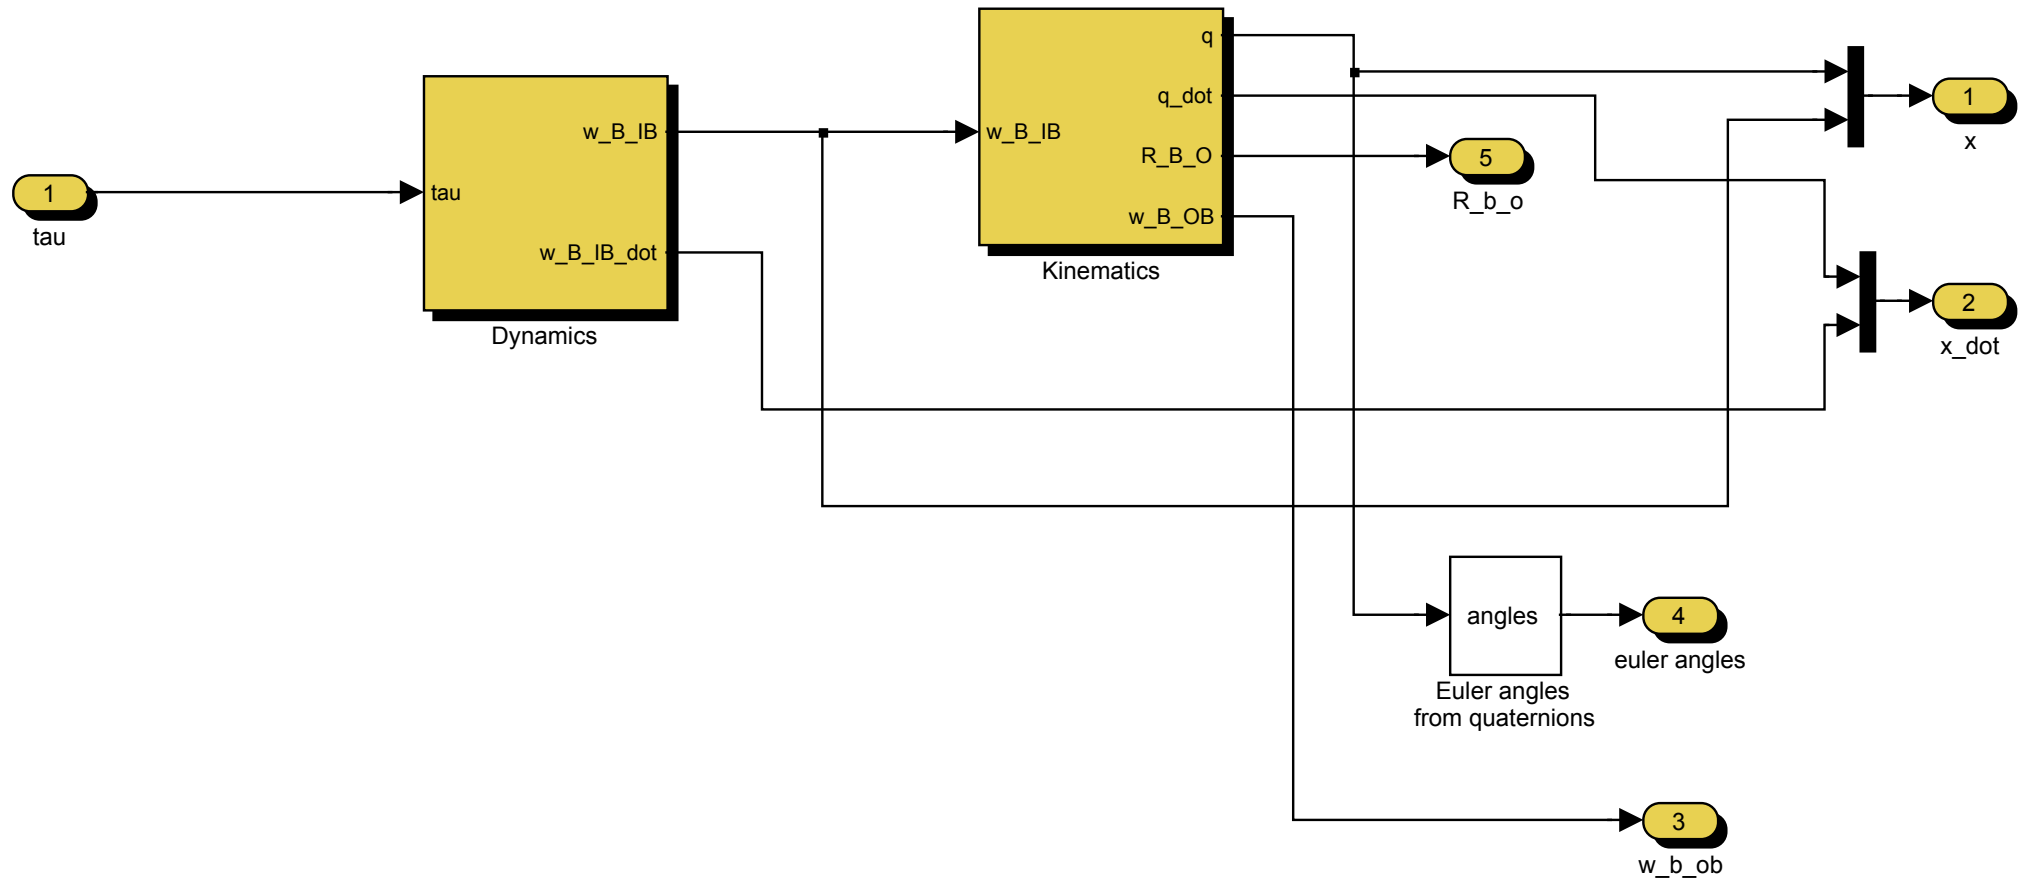 1
tau
tau
w_B_IB
w_B_IB_dot
Dynamics
w_B_IB
q
q_dot
R_B_O
w_B_OB
Kinematics
5
R_b_o
1
x
2
x_dot
angles
Euler angles
from quaternions
4
euler angles
3
w_b_ob